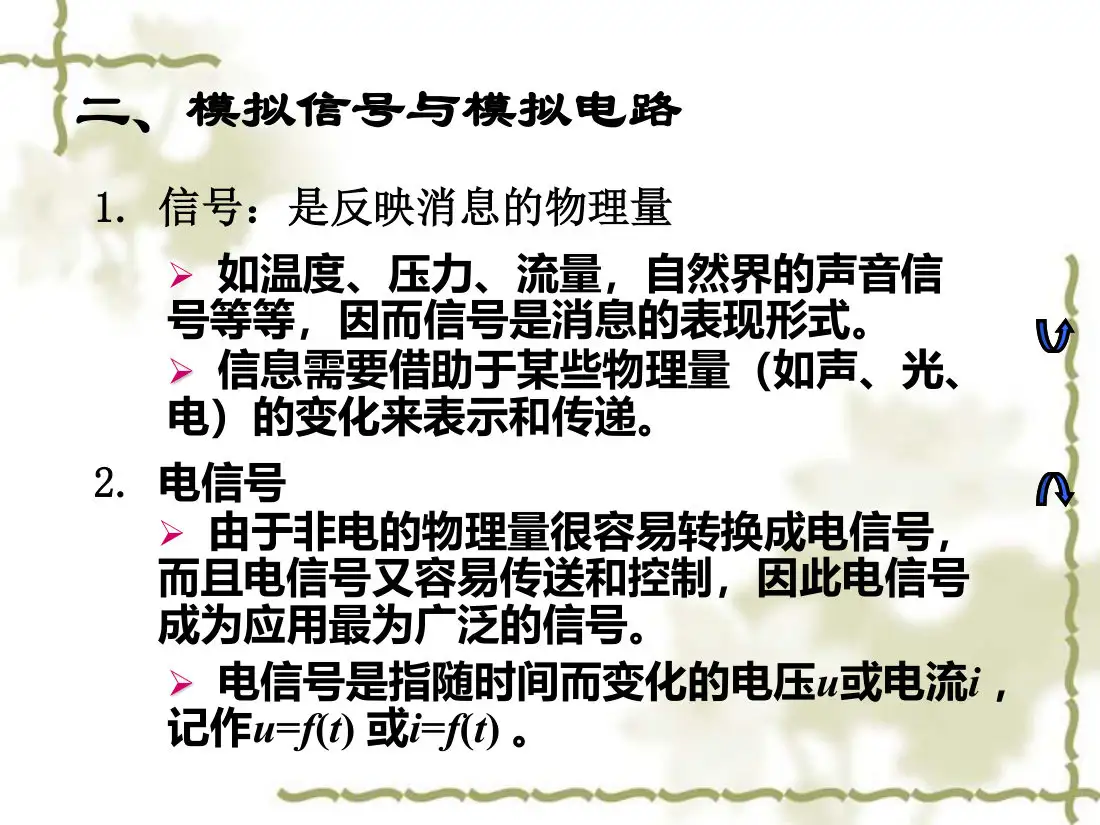 二、模拟信号与模拟电路
1. 信号：是反映消息的物理量
➢ 如温度、压力、流量，自然界的声音信
号等等，因而信号是消息的表现形式。
➢ 信息需要借助于某些物理量（如声、光、
电）的变化来表示和传递。
2. 电信号
➢ 由于非电的物理量很容易转换成电信号，
而且电信号又容易传送和控制，因此电信号
成为应用最为广泛的信号。
➢ 电信号是指随时间而变化的电压u或电流i ，
记作u=f(t) 或i=f(t) 。